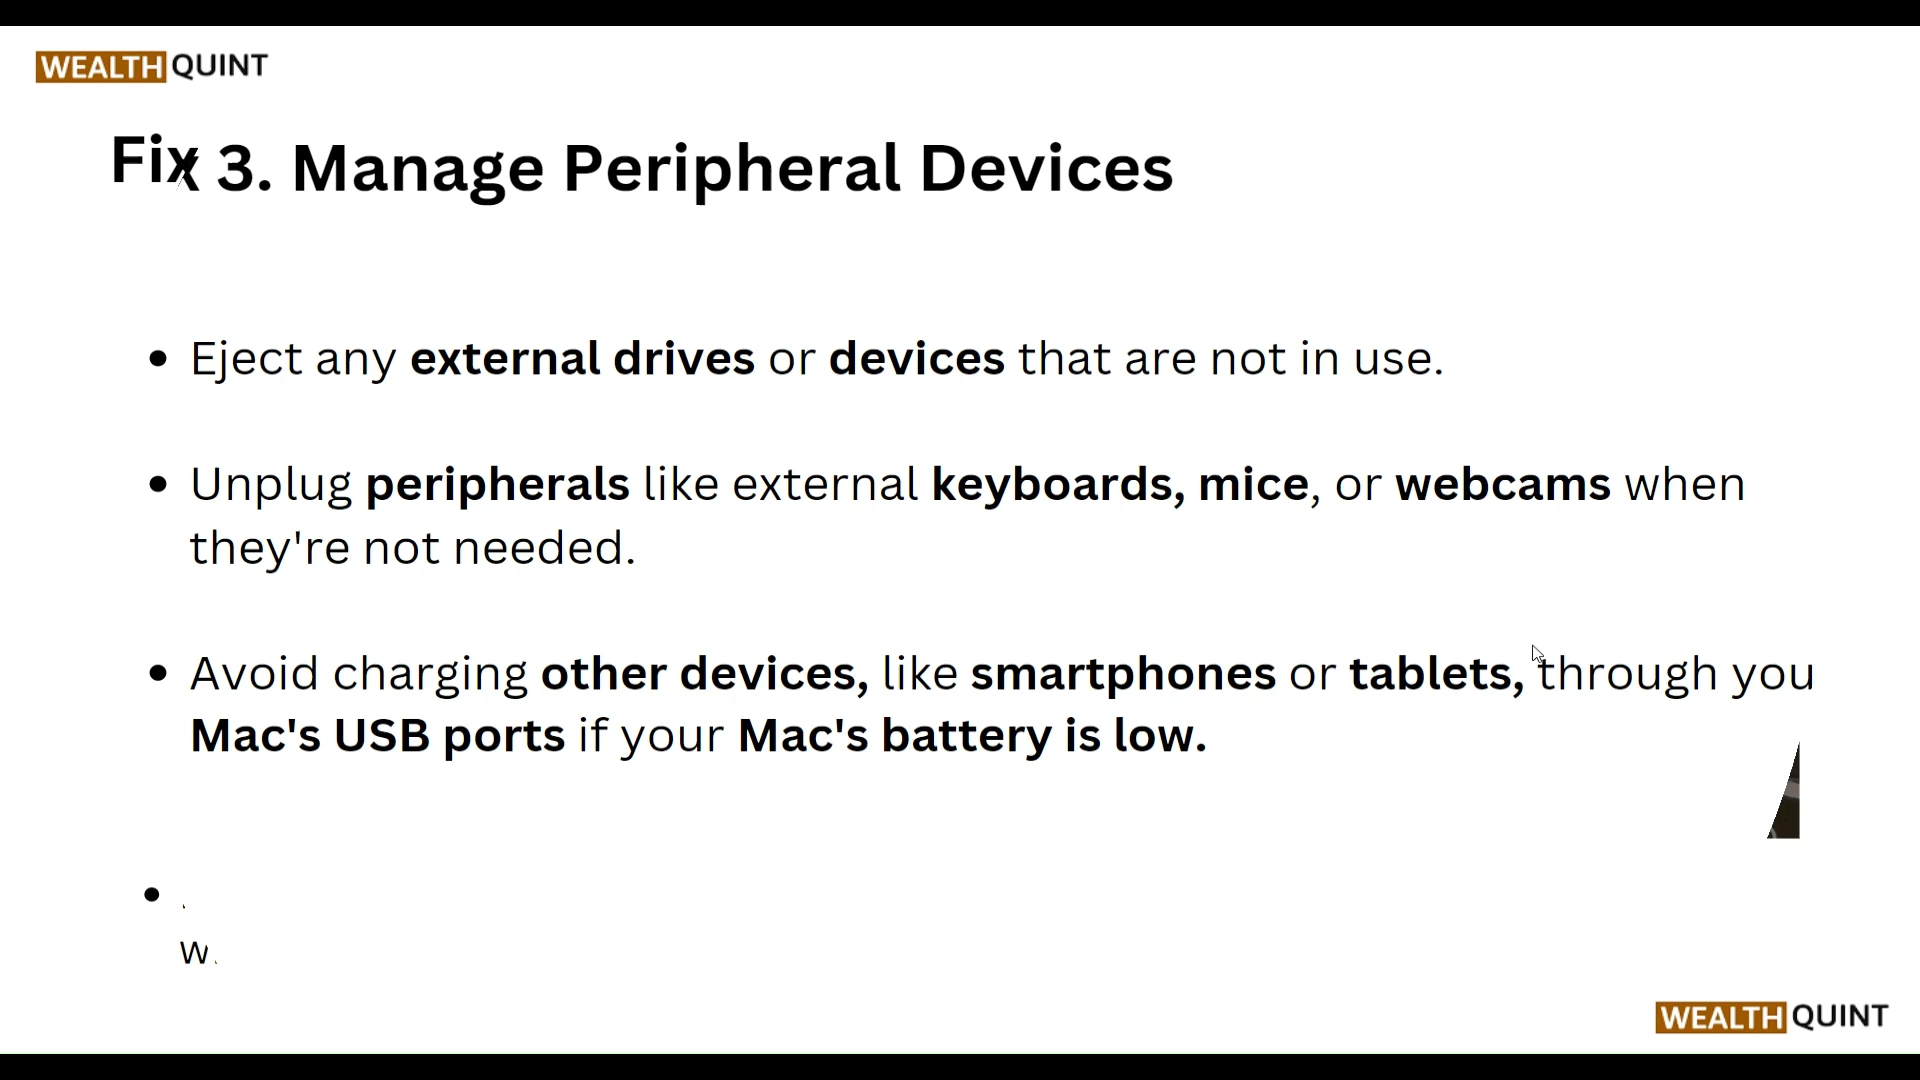 WEALTH QUINT
Fix 3. Manage Peripheral Devices
• Eject any external drives or devices that are not in use.
• Unplug peripherals like external keyboards, mice, or webcams when
they're not needed.
• Avoid charging other devices, like smartphones or tablets, through you
Mac's USB ports if your Mac's battery is low.
•
w
WEALTH QUINT